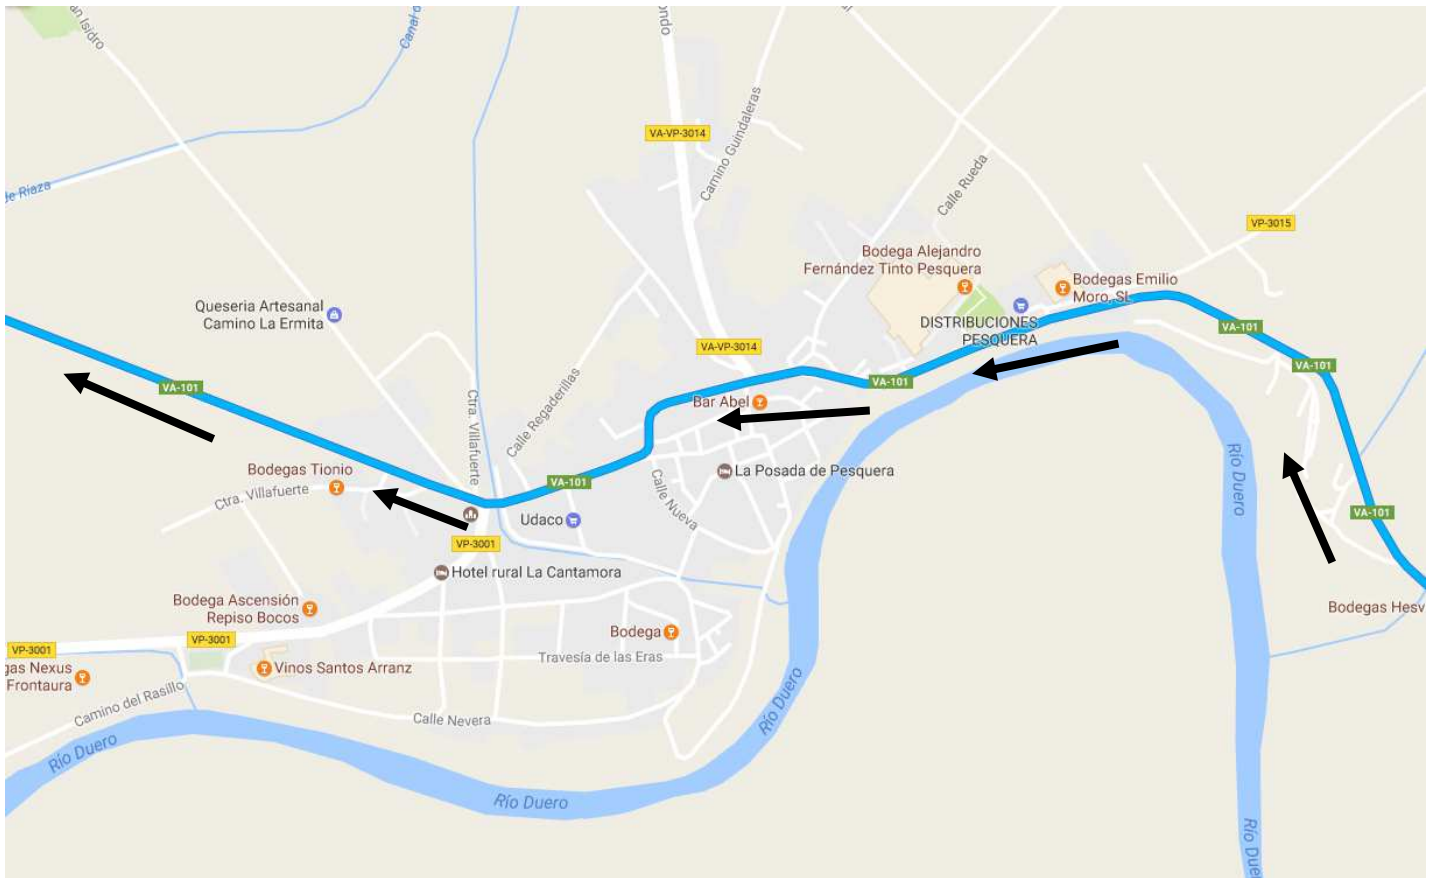 an Isidro
Canal d
ondo
VA-VP-3014
Camino Guindaleras
de Riaza
Calle Rueda
VP-3015
Bodega Alejandro
Fernández Tinto Pesquera
Bodegas Emilio
Moro, SL
Queseria Artesanal
Camino La Ermita
DISTRIBUCIONES
PESQUERA
VA-101
VA-VP-3014
VA-101
VA-101
VA-101
Bar Abel
Ctra. Villafuerte
Calle Regaderillas
Bodegas Tionio
La Posada de Pesquera
Río Duero
Ctra. Villafuerte
VA-101
Calle Nueva
VA-101
Udaco
VP-3001
Hotel rural La Cantamora
Bodega Ascensión
Repiso Bocos
Bodegas Hesv
Bodega
VP-3001
VP-3001
Travesía de las Eras
gas Nexus
Frontaura
Vinos Santos Arranz
Camino del Rasillo
Calle Nevera
Río Duero
Río Duero
Río Duero
Río Due